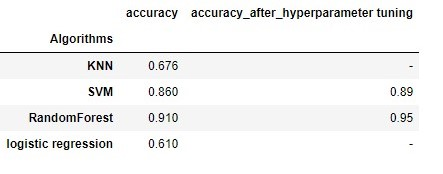 accuracy accuracy_after_hyperparameter tuning
Algorithms
KNN 0.676 -
SVM 0.860 0.89
RandomForest 0.910 0.95
logistic regression 0.610 -